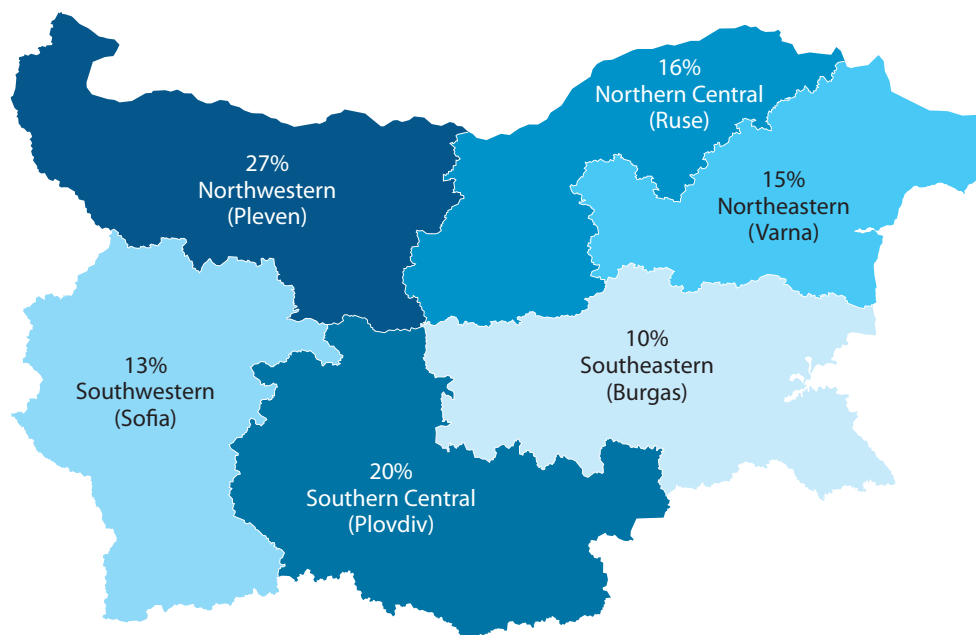 16%
Northern Central
(Ruse)
27%
Northwestern
(Pleven)
15%
Northeastern
(Varna)
13%
Southwestern
(Sofia)
10%
Southeastern
(Burgas)
20%
Southern Central
(Plovdiv)